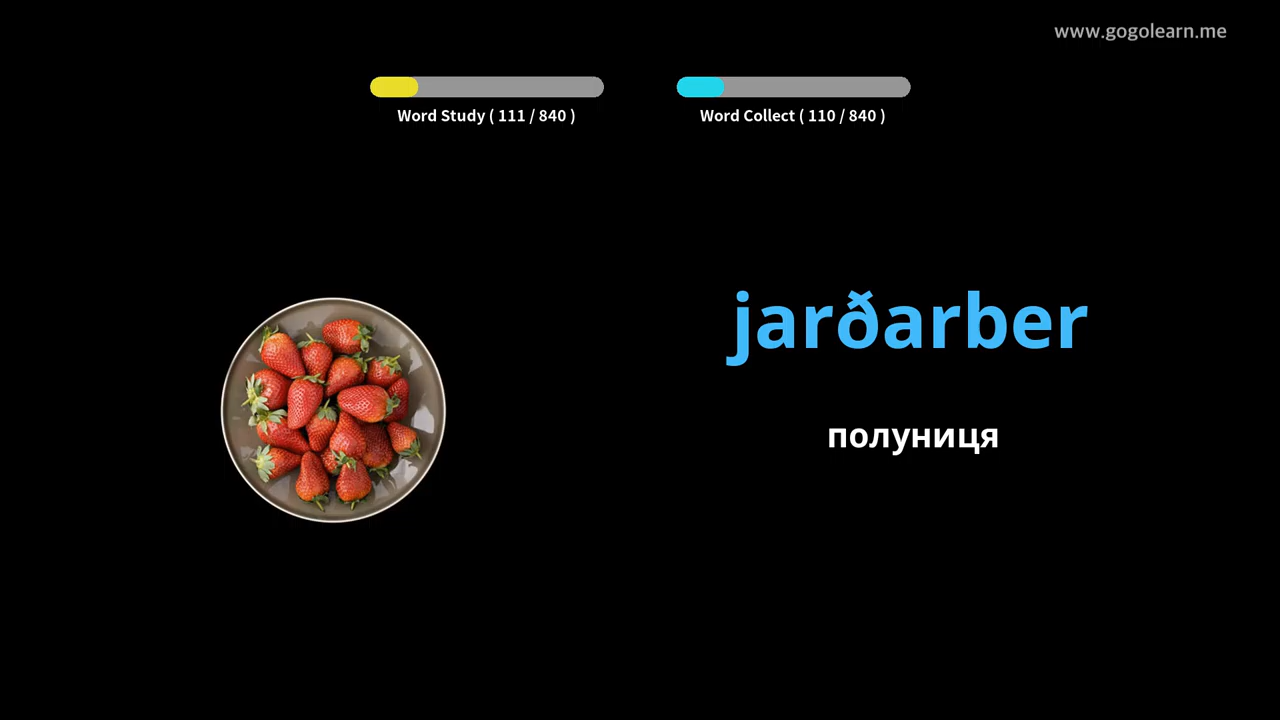 www.gogolearn.me
Word Study ( 111 / 840 )
Word Collect ( 110 / 840 )
jarðarber
полуниця